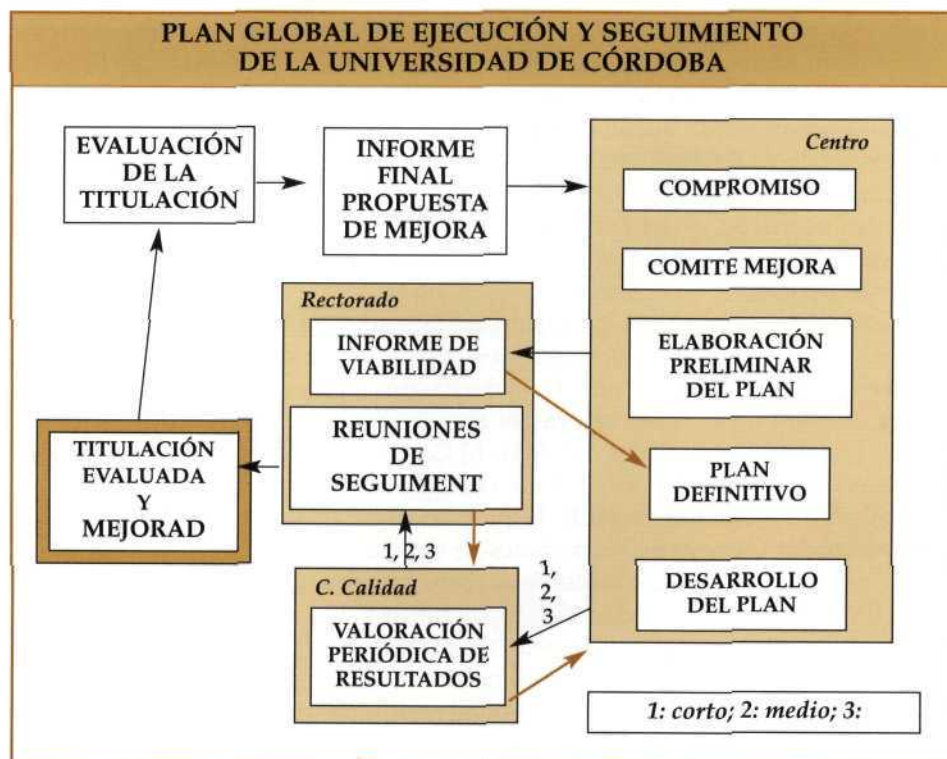 PLAN GLOBAL DE EJECUCIÓN Y SEGUIMIENTO
DE LA UNIVERSIDAD DE CÓRDOBA
EVALUACIÓN
DE LA
TITULACIÓN
INFORME
FINAL
PROPUESTA
DE MEJORA
Centro
COMPROMISO
COMITE MEJORA
ELABORACIÓN
PRELIMINAR
DEL PLAN
PLAN
DEFINITIVO
DESARROLLO
DEL PLAN
Rectorado
INFORME DE
VIABILIDAD
REUNIONES
DE
SEGUIMENT
TITULACIÓN
EVALUADA
Y
MEJORAD
1, 2, 3
1,
2,
3
C. Calidad
VALORACIÓN
PERIÓDICA DE
RESULTADOS
1: corto; 2: medio; 3: